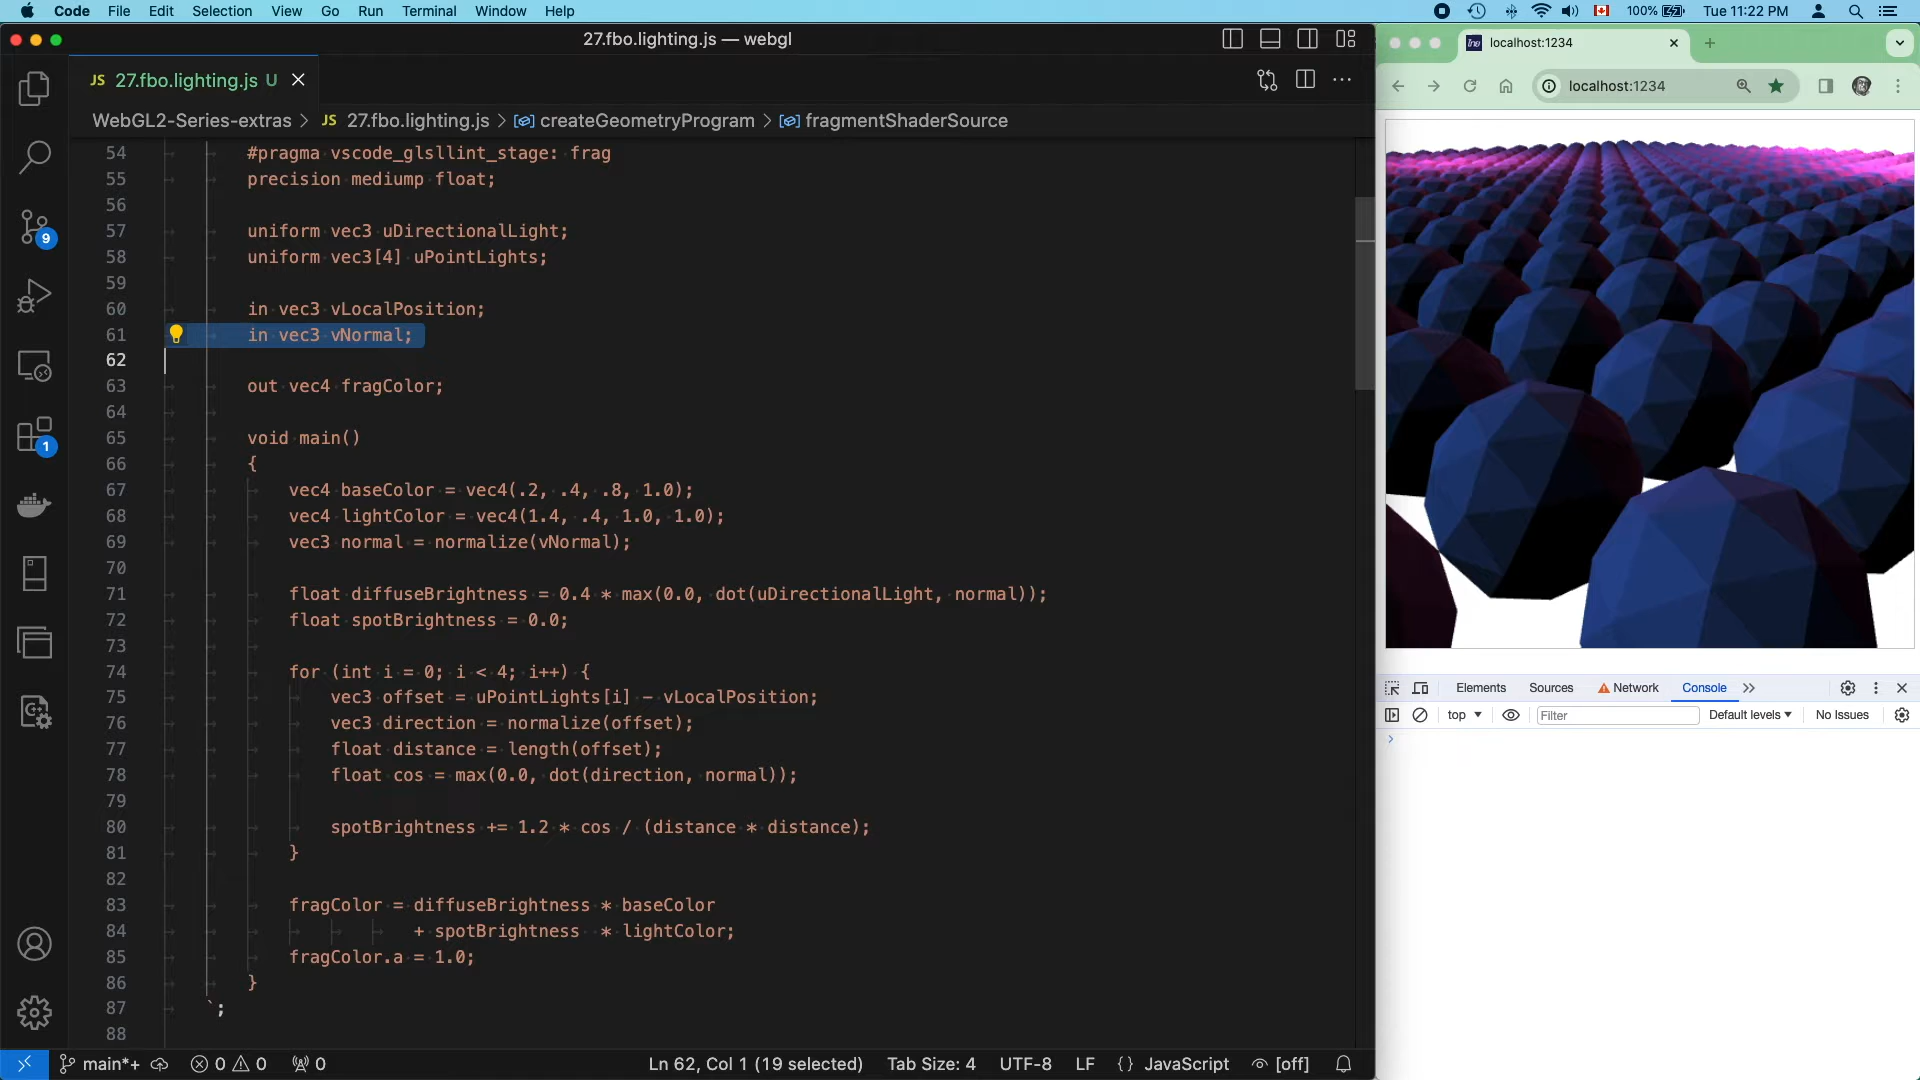 Code File Edit Selection View Go Run Terminal Window Help
100% Tue 11:22 PM
27.fbo.lighting.js — webgl
JS 27.fbo.lighting.js U
WebGL2-Series-extras > JS 27.fbo.lighting.js > createGeometryProgram > fragmentShaderSource
54 #pragma vscode_glsllint_stage: frag
55 precision mediump float;
56
57 uniform vec3 uDirectionalLight;
58 uniform vec3[4] uPointLights;
59
60 in vec3 vLocalPosition;
61 in vec3 vNormal;
62
63 out vec4 fragColor;
64
65 void main()
66 {
67 vec4 baseColor = vec4(.2, .4, .8, 1.0);
68 vec4 lightColor = vec4(1.4, .4, 1.0, 1.0);
69 vec3 normal = normalize(vNormal);
70
71 float diffuseBrightness = 0.4 * max(0.0, dot(uDirectionalLight, normal));
72 float spotBrightness = 0.0;
73
74 for (int i = 0; i < 4; i++) {
75 vec3 offset = uPointLights[i] - vLocalPosition;
76 vec3 direction = normalize(offset);
77 float distance = length(offset);
78 float cos = max(0.0, dot(direction, normal));
79
80 spotBrightness += 1.2 * cos / (distance * distance);
81 }
82
83 fragColor = diffuseBrightness * baseColor
84 + spotBrightness * lightColor;
85 fragColor.a = 1.0;
86 }
87 `;
88
9
1
main*+ 0 0 0 Ln 62, Col 1 (19 selected) Tab Size: 4 UTF-8 LF {} JavaScript [off]
localhost:1234
localhost:1234
Elements Sources Network Console
top Filter Default levels No Issues